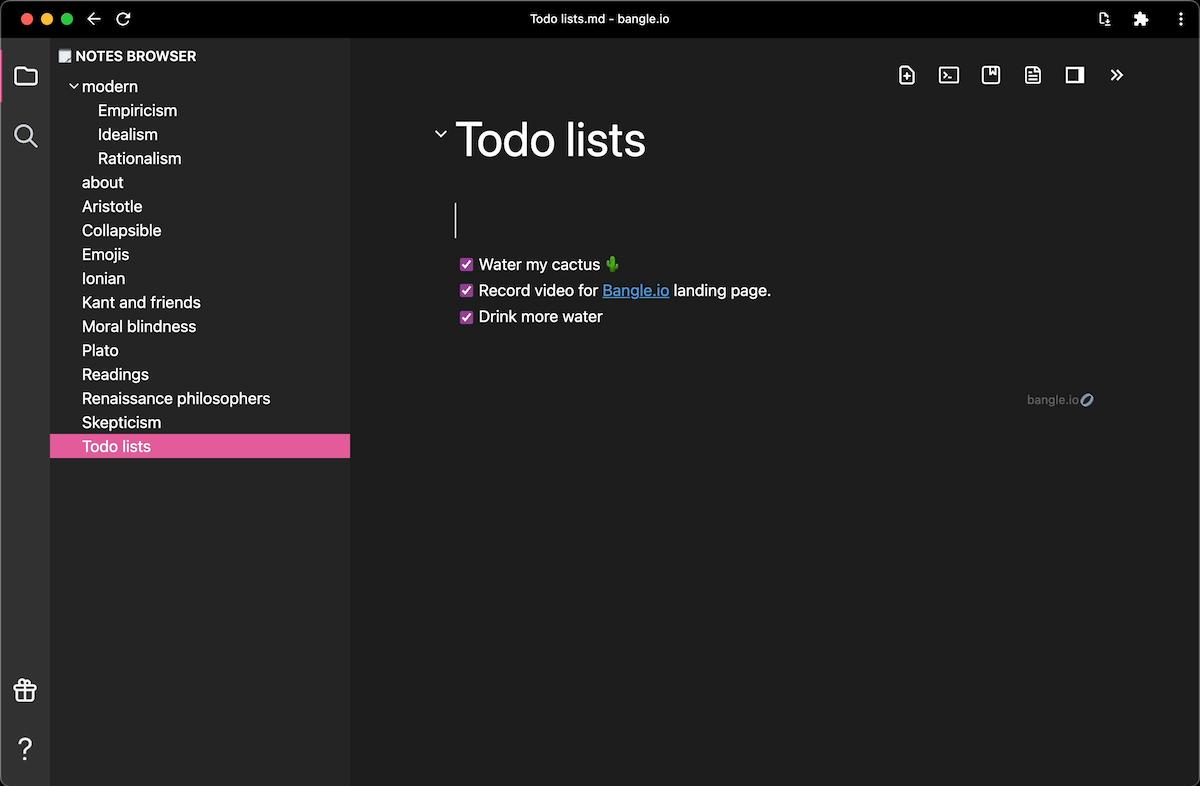 Todo lists.md - bangle.io
NOTES BROWSER
modern
Empiricism
Idealism
Rationalism
about
Aristotle
Collapsible
Emojis
Ionian
Kant and friends
Moral blindness
Plato
Readings
Renaissance philosophers
Skepticism
Todo lists
Todo lists
Water my cactus 🌵
Record video for Bangle.io landing page.
Drink more water
bangle.io
?